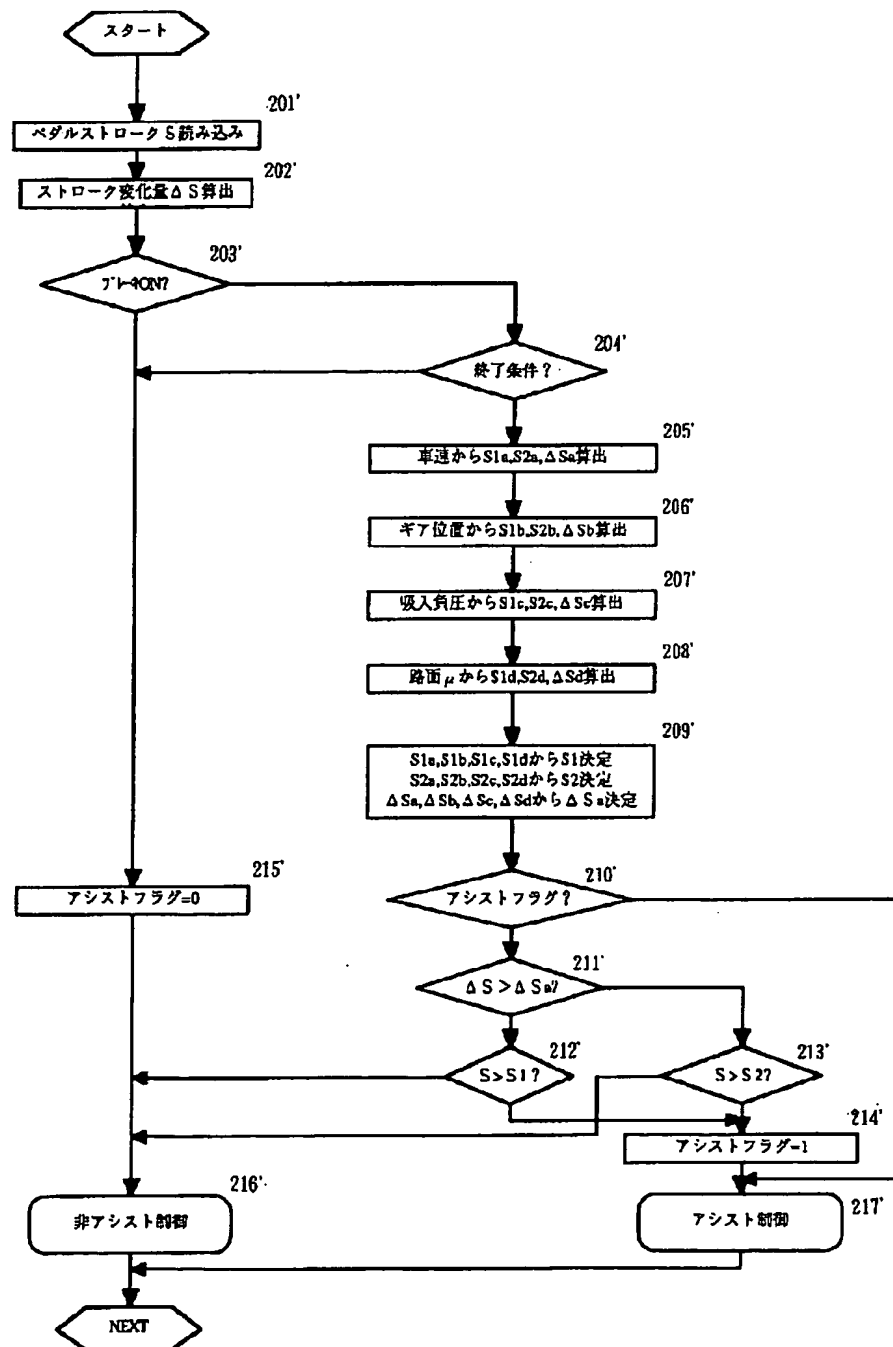 スタート
201'
ペダルストロークS読み込み
202'
ストローク変化量ΔS算出
203'
ブレーキON?
204'
終了条件?
205'
車速からS1a,S2a,ΔSa算出
206'
ギア位置からS1b,S2b,ΔSb算出
207'
吸入負圧からS1c,S2c,ΔSc算出
208'
路面μからS1d,S2d,ΔSd算出
209'
S1a,S1b,S1c,S1dからS1決定
S2a,S2b,S2c,S2dからS2決定
ΔSa,ΔSb,ΔSc,ΔSdからΔSa決定
215'
アシストフラグ=0
210'
アシストフラグ?
211'
ΔS>ΔSa?
212'
S>S1?
213'
S>S2?
214'
アシストフラグ=1
216'
非アシスト制御
217'
アシスト制御
NEXT